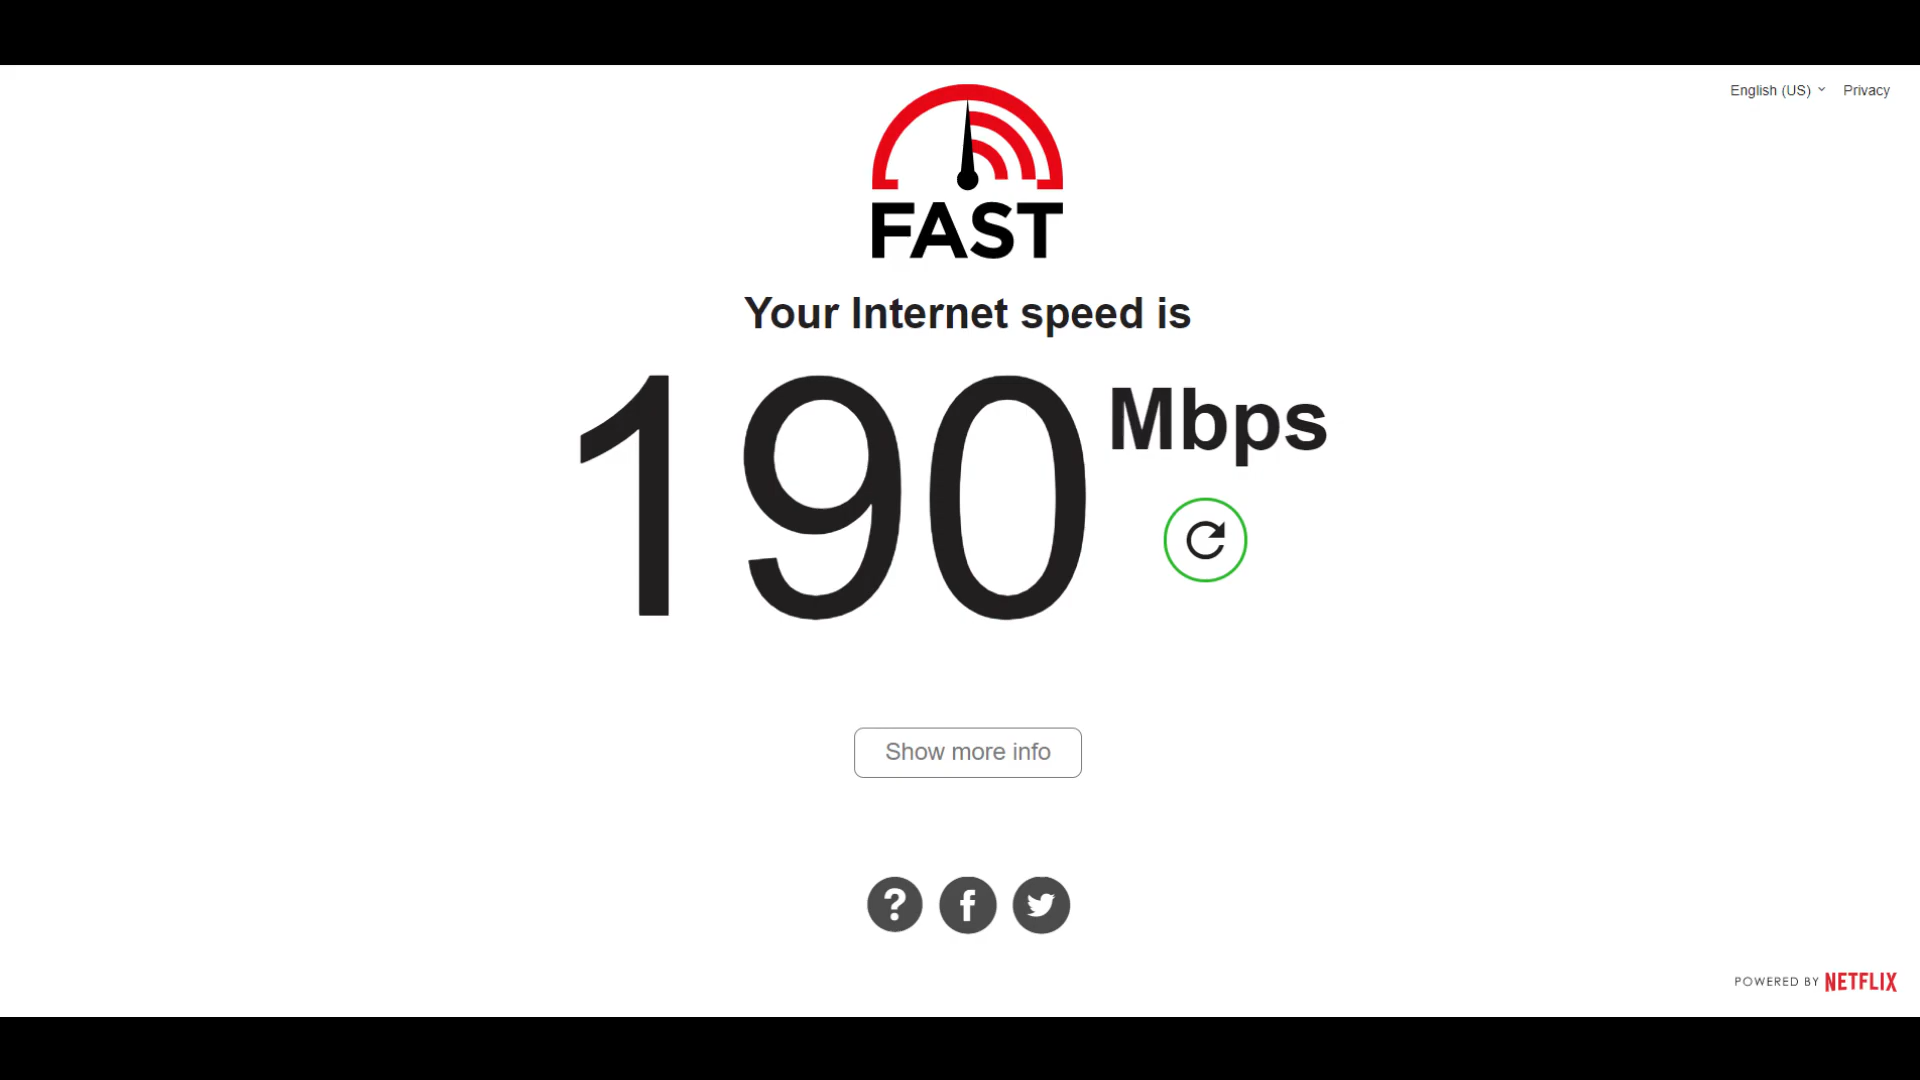 English (US) Privacy
FAST
Your Internet speed is
190 Mbps
Show more info
?
f
POWERED BY NETFLIX